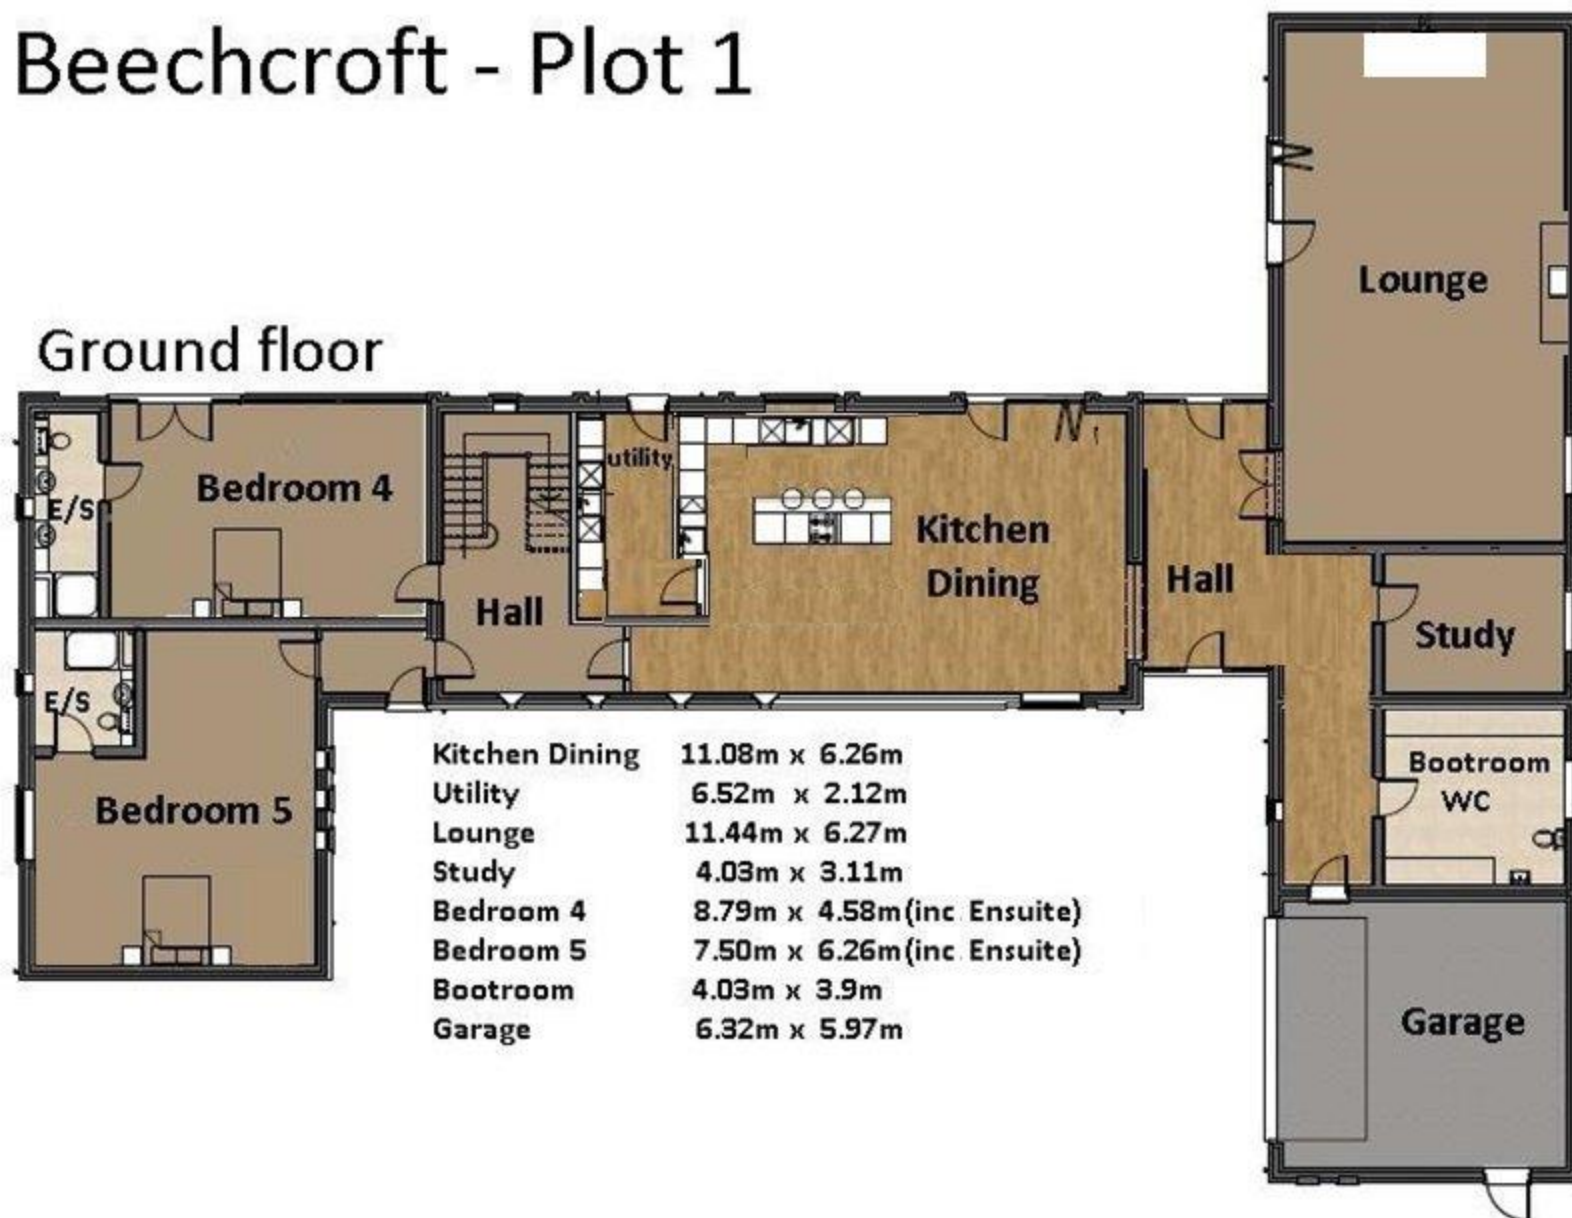 Beechcroft - Plot 1
Ground floor
Lounge
Bedroom 4
E/S
utility
Kitchen
Dining
Hall
Hall
Study
E/S
Bedroom 5
Bootroom
WC
Garage
Kitchen Dining 11.08m x 6.26m
Utility 6.52m x 2.12m
Lounge 11.44m x 6.27m
Study 4.03m x 3.11m
Bedroom 4 8.79m x 4.58m(inc Ensuite)
Bedroom 5 7.50m x 6.26m(inc Ensuite)
Bootroom 4.03m x 3.9m
Garage 6.32m x 5.97m